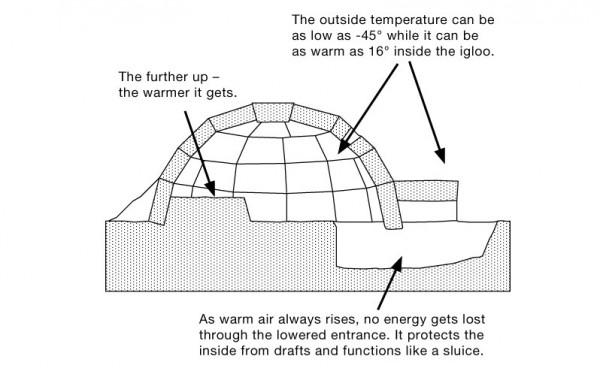 The outside temperature can be
as low as -45° while it can be
as warm as 16° inside the igloo.
The further up –
the warmer it gets.
As warm air always rises, no energy gets lost
through the lowered entrance. It protects the
inside from drafts and functions like a sluice.